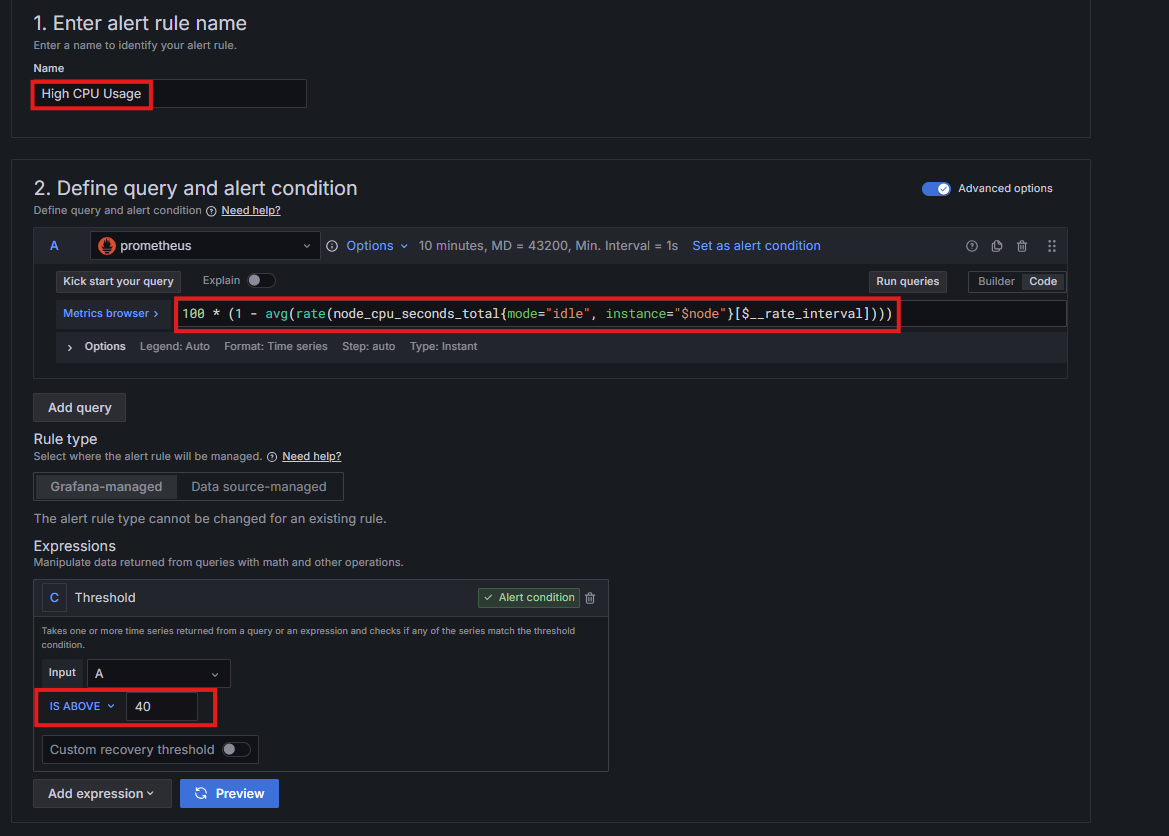 1. Enter alert rule name
Enter a name to identify your alert rule.
Name
High CPU Usage
2. Define query and alert condition
Advanced options
Define query and alert condition Need help?
A prometheus Options 10 minutes, MD = 43200, Min. Interval = 1s Set as alert condition
Kick start your query Explain Run queries Builder Code
Metrics browser > 100 * (1 - avg(rate(node_cpu_seconds_total{mode="idle", instance="$node"}[$__rate_interval])))
> Options Legend: Auto Format: Time series Step: auto Type: Instant
Add query
Rule type
Select where the alert rule will be managed. Need help?
Grafana-managed Data source-managed
The alert rule type cannot be changed for an existing rule.
Expressions
Manipulate data returned from queries with math and other operations.
C Threshold Alert condition
Takes one or more time series returned from a query or an expression and checks if any of the series match the threshold
condition.
Input A
IS ABOVE 40
Custom recovery threshold
Add expression Preview